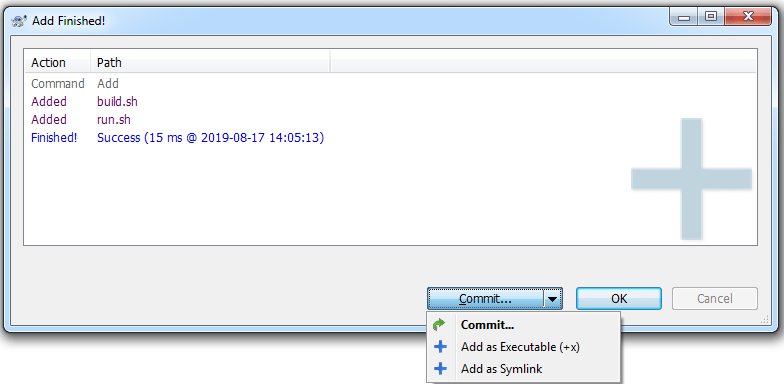 Add Finished!
Action Path
Command Add
Added build.sh
Added run.sh
Finished! Success (15 ms @ 2019-08-17 14:05:13)
Commit... OK Cancel
Commit...
Add as Executable (+x)
Add as Symlink